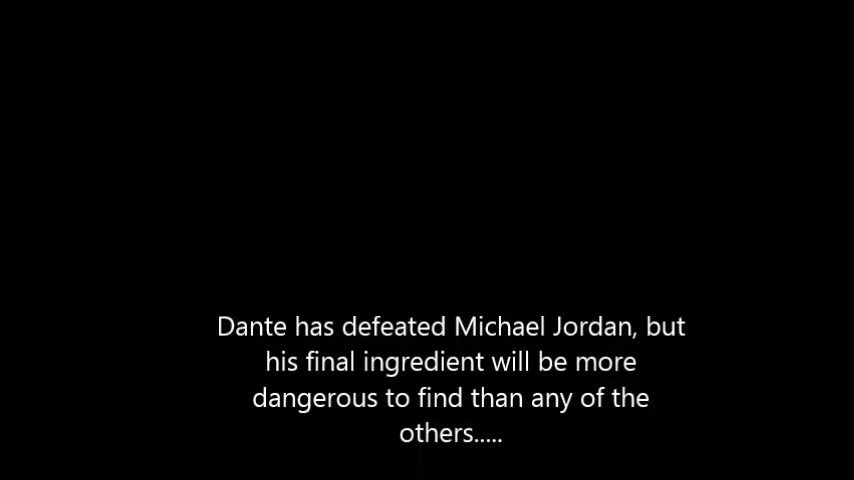 Dante has defeated Michael Jordan, but
his final ingredient will be more
dangerous to find than any of the
others.....